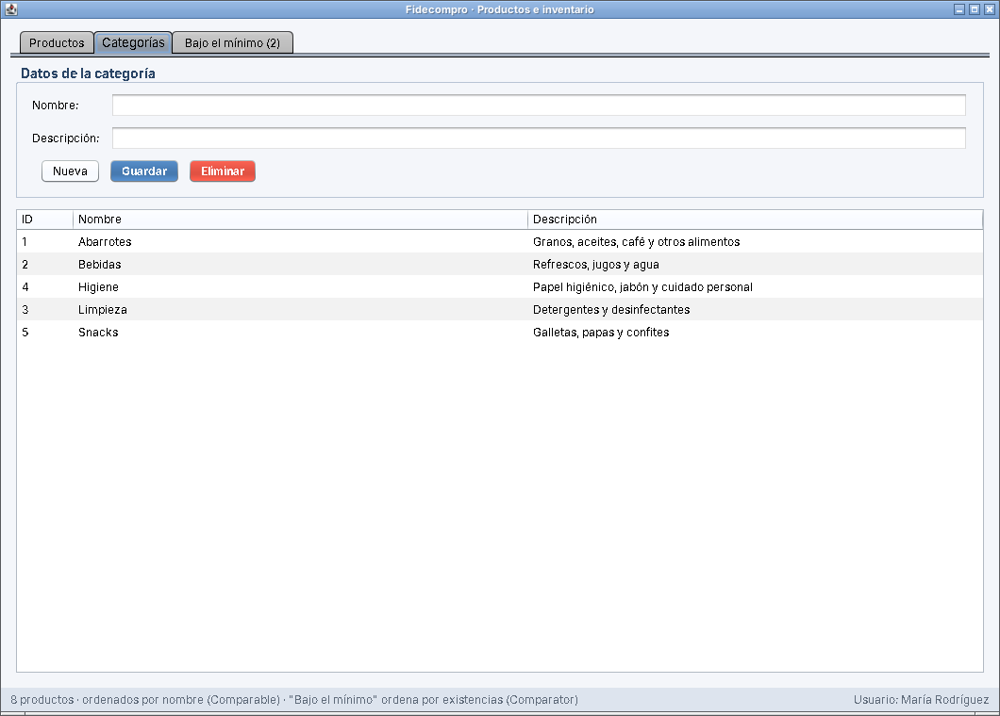 Fidecompro · Productos e inventario
Productos Categorías Bajo el mínimo (2)
Datos de la categoría
Nombre:
Descripción:
Nueva Guardar Eliminar
ID Nombre Descripción
1 Abarrotes Granos, aceites, café y otros alimentos
2 Bebidas Refrescos, jugos y agua
4 Higiene Papel higiénico, jabón y cuidado personal
3 Limpieza Detergentes y desinfectantes
5 Snacks Galletas, papas y confites
8 productos · ordenados por nombre (Comparable) · "Bajo el mínimo" ordena por existencias (Comparator) Usuario: María Rodríguez